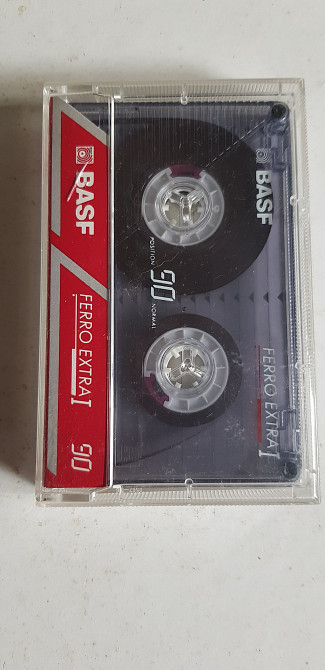 BASF
FERRO EXTRA I
90
BASF
POSITION 90 NORMAL
FERRO EXTRA I